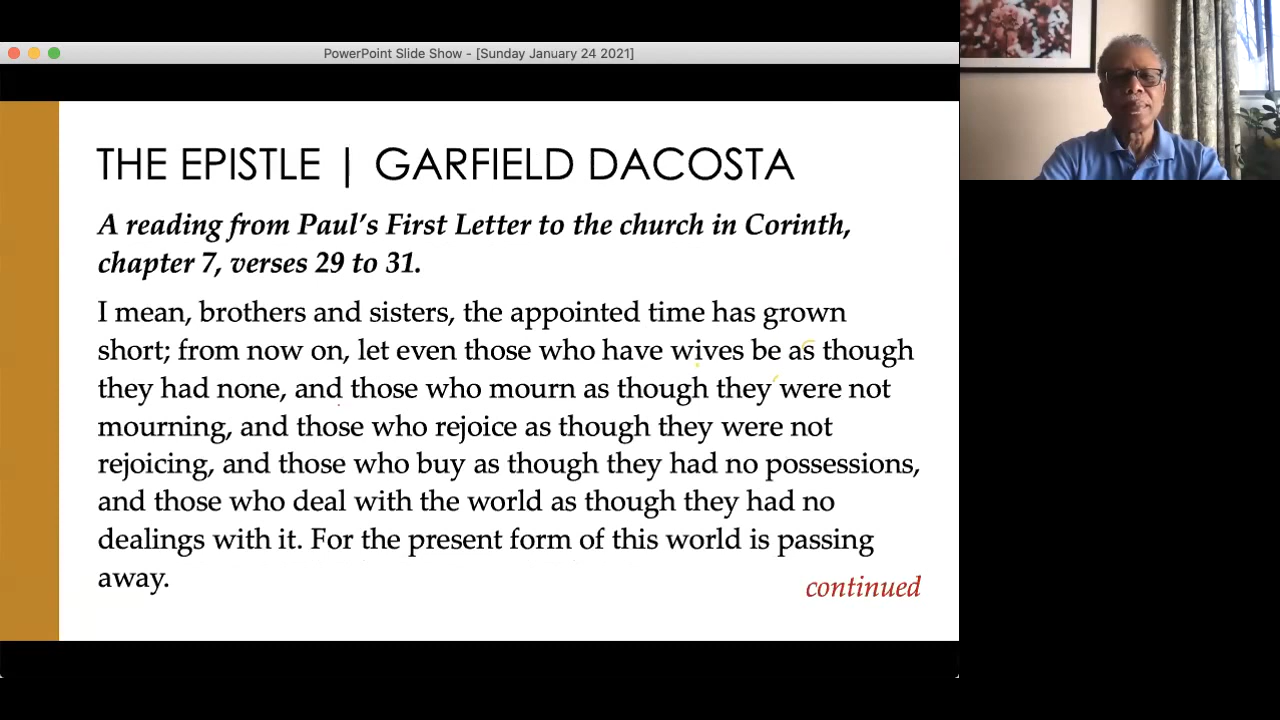 PowerPoint Slide Show - [Sunday January 24 2021]
THE EPISTLE | GARFIELD DACOSTA
A reading from Paul's First Letter to the church in Corinth,
chapter 7, verses 29 to 31.
I mean, brothers and sisters, the appointed time has grown
short; from now on, let even those who have wives be as though
they had none, and those who mourn as though they were not
mourning, and those who rejoice as though they were not
rejoicing, and those who buy as though they had no possessions,
and those who deal with the world as though they had no
dealings with it. For the present form of this world is passing
away.
continued